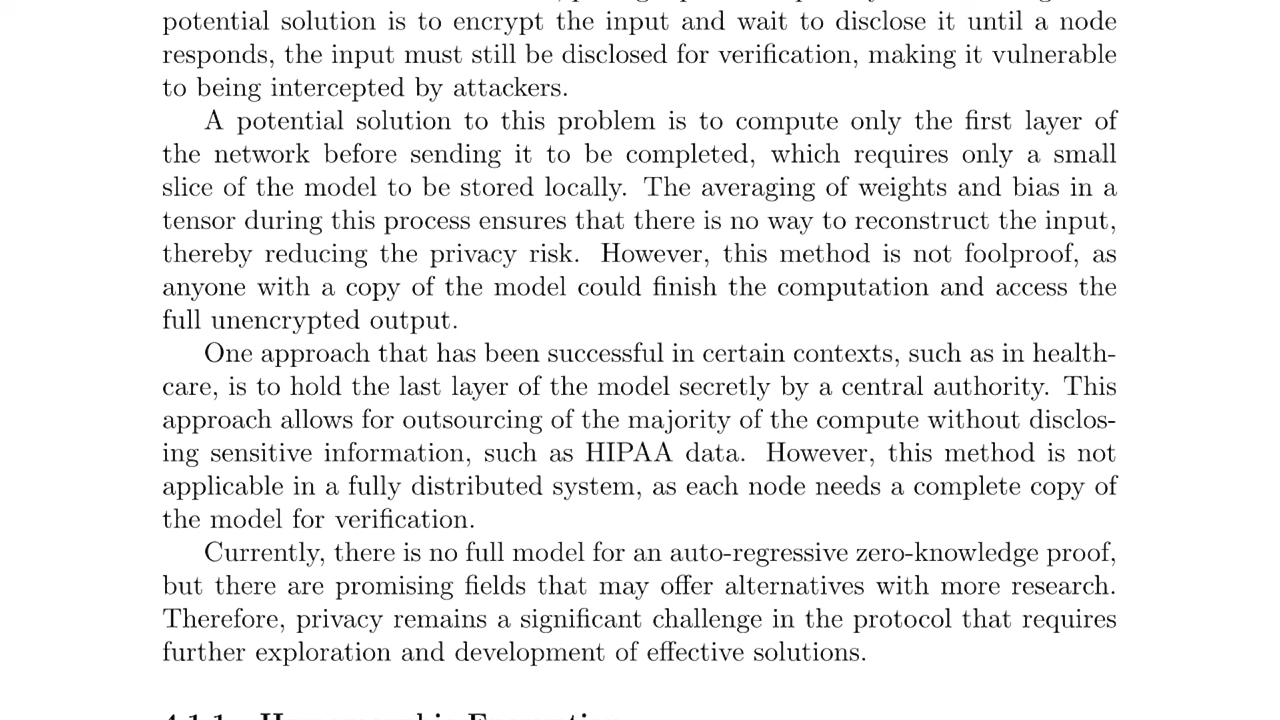 potential solution is to encrypt the input and wait to disclose it until a node
responds, the input must still be disclosed for verification, making it vulnerable
to being intercepted by attackers.
A potential solution to this problem is to compute only the first layer of
the network before sending it to be completed, which requires only a small
slice of the model to be stored locally. The averaging of weights and bias in a
tensor during this process ensures that there is no way to reconstruct the input,
thereby reducing the privacy risk. However, this method is not foolproof, as
anyone with a copy of the model could finish the computation and access the
full unencrypted output.
One approach that has been successful in certain contexts, such as in health-
care, is to hold the last layer of the model secretly by a central authority. This
approach allows for outsourcing of the majority of the compute without disclos-
ing sensitive information, such as HIPAA data. However, this method is not
applicable in a fully distributed system, as each node needs a complete copy of
the model for verification.
Currently, there is no full model for an auto-regressive zero-knowledge proof,
but there are promising fields that may offer alternatives with more research.
Therefore, privacy remains a significant challenge in the protocol that requires
further exploration and development of effective solutions.